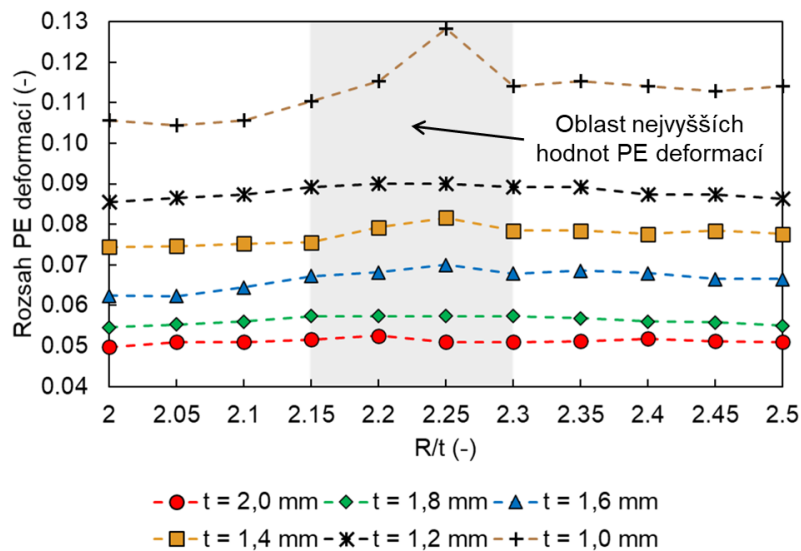 Rozsah PE deformací (-)
0.13
0.12
0.13
0.11
0.10
0.09
0.08
0.07
0.06
0.05
0.04
Oblast nejvyšších
hodnot PE deformací
2 2.05 2.1 2.15 2.2 2.25 2.3 2.35 2.4 2.45 2.5
R/t (-)
t = 2,0 mm t = 1,8 mm t = 1,6 mm
t = 1,4 mm t = 1,2 mm t = 1,0 mm